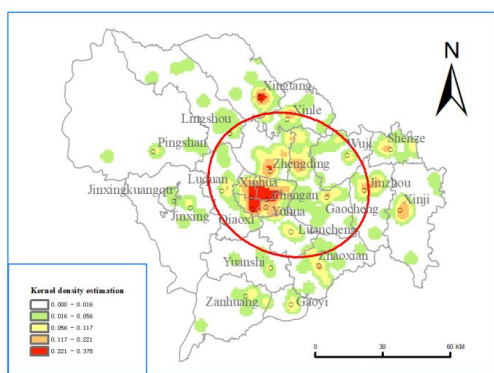 N
Xingtang
Xinle
Lingshou
Pingshan
Wuji
Shenze
Zhengding
Luquan
Xinhua
Jinzhou
Jinxingkuangqu
Changan
Xinji
Jinxing
Yuhua
Gaocheng
Qiaoxi
Luancheng
Yuanshi
Zhaoxian
Zanhuang
Gaoyi
Kernel density estimation
0.000 - 0.016
0.016 - 0.056
0.056 - 0.117
0.117 - 0.221
0.221 - 0.378
0 30 60 KM